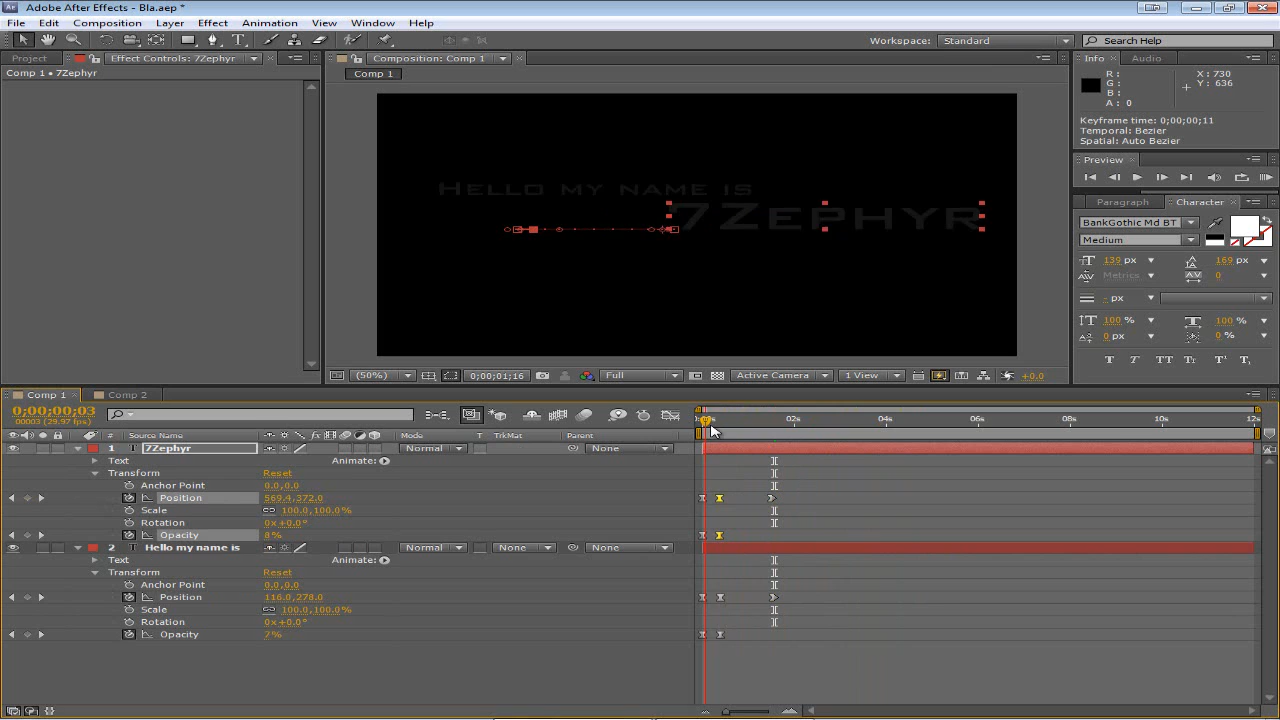 Adobe After Effects - Bla.aep *
File Edit Composition Layer Effect Animation View Window Help
Workspace: Standard Search Help
Project Effect Controls: 7Zephyr Composition: Comp 1 Info Audio
Comp 1 • 7Zephyr
Comp 1
R: X: 730
G: Y: 636
B:
A: 0
Keyframe time: 0;00;00;11
Temporal: Bezier
Spatial: Auto Bezier
Preview
Paragraph Character
Hello my name is
7Zephyr
BankGothic Md BT
Medium
139 px 169 px
Metrics 0
- px
100 % 100 %
0 px 0 %
T T TT Tr T¹ T₁
(50%) 0;00;01;16 Full Active Camera 1 View +0.0
Comp 1 Comp 2
0;00;00;03
00003 (29.97 fps)
02s 04s 06s 08s 10s 12s
# Source Name Mode T TrkMat Parent
1 T 7Zephyr Normal None
Text Animate:
Transform Reset
Anchor Point 0.0,0.0
Position 569.4,372.0
Scale 100.0,100.0%
Rotation 0x+0.0°
Opacity 8%
2 T Hello my name is Normal None None
Text Animate:
Transform Reset
Anchor Point 0.0,0.0
Position 116.0,278.0
Scale 100.0,100.0%
Rotation 0x+0.0°
Opacity 7%